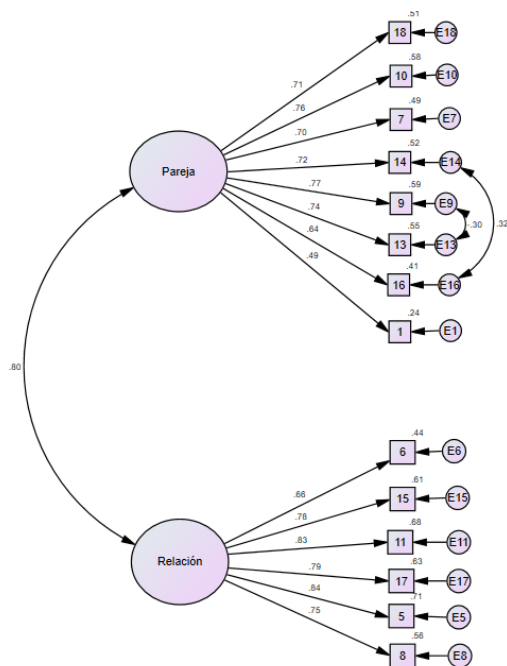 .51
18 E18
.58
.71 10 E10
.76 .49
.70 7 E7
.52
.72 14 E14
Pareja
.77 .59
9 E9
.74 .55 -.30 .32
.64 13 E13
.49 .41
16 E16
.24
1 E1
.80
.44
6 E6
.66 .61
15 E15
.78
.83 .68
11 E11
.79 .63
Relación 17 E17
.84 .71
5 E5
.75 .56
8 E8